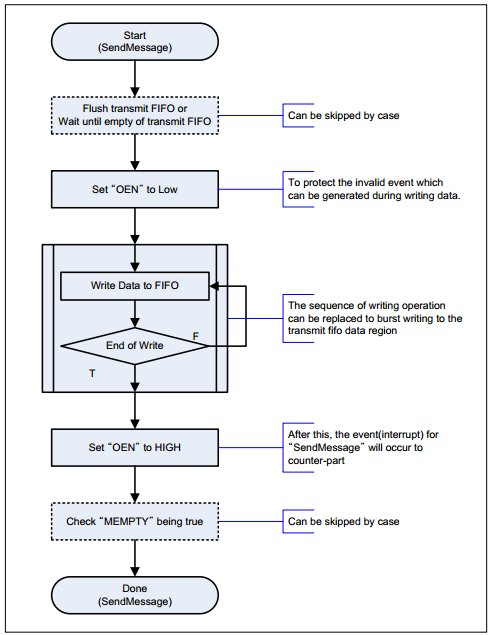 Start
(SendMessage)
Flush transmit FIFO or
Wait until empty of transmit FIFO
Can be skipped by case
Set “OEN” to Low
To protect the invalid event which
can be generated during writing data.
Write Data to FIFO
The sequence of writing operation
can be replaced to burst writing to the
transmit fifo data region
End of Write
F
T
Set “OEN” to HIGH
After this, the event(interrupt) for
“SendMessage” will occur to
counter-part
Check “MEMPTY” being true
Can be skipped by case
Done
(SendMessage)